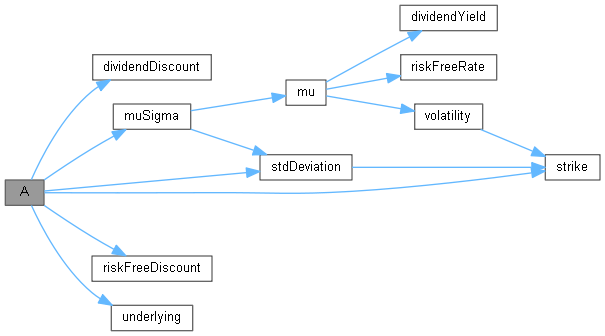 dividendYield
dividendDiscount
riskFreeRate
mu
muSigma
volatility
stdDeviation
strike
A
riskFreeDiscount
underlying